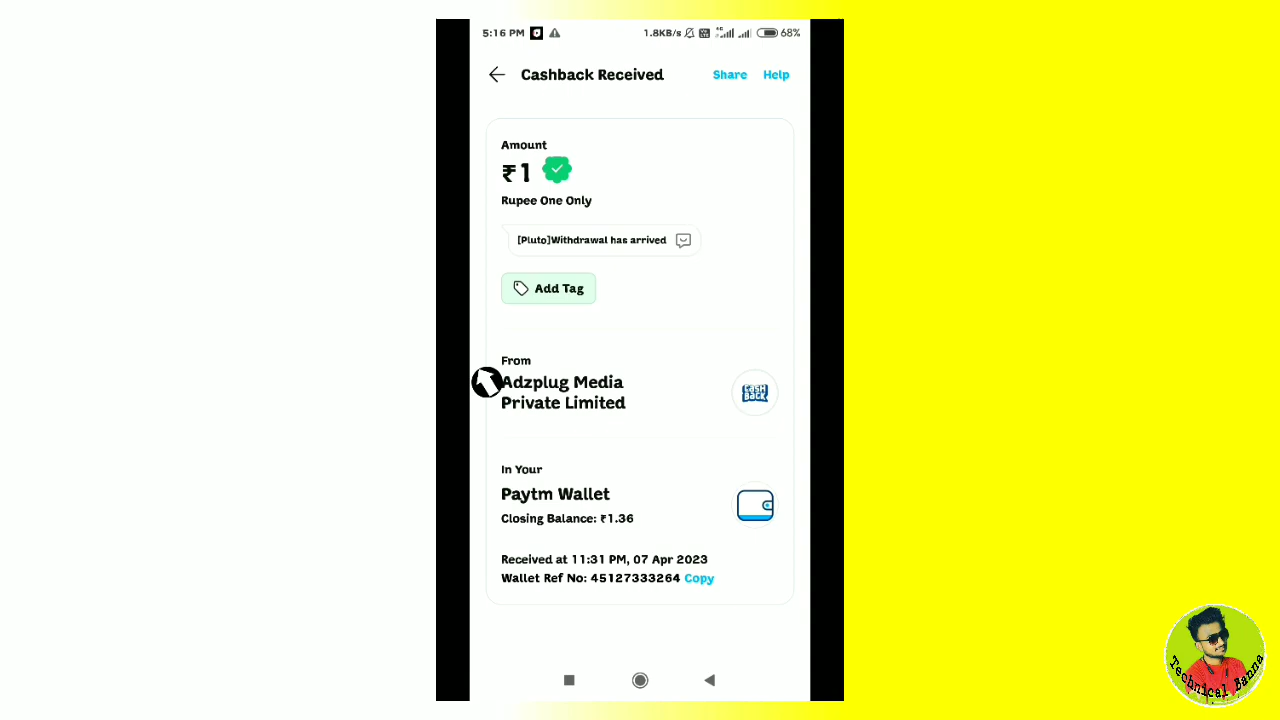 5:16 PM 1.8KB/s 4G 68%
Cashback Received Share Help
Amount
₹1
Rupee One Only
[Pluto]Withdrawal has arrived
Add Tag
From
Adzplug Media
Private Limited
CASH
BACK
In Your
Paytm Wallet
Closing Balance: ₹1.36
Received at 11:31 PM, 07 Apr 2023
Wallet Ref No: 45127333264 Copy
Technical Banna